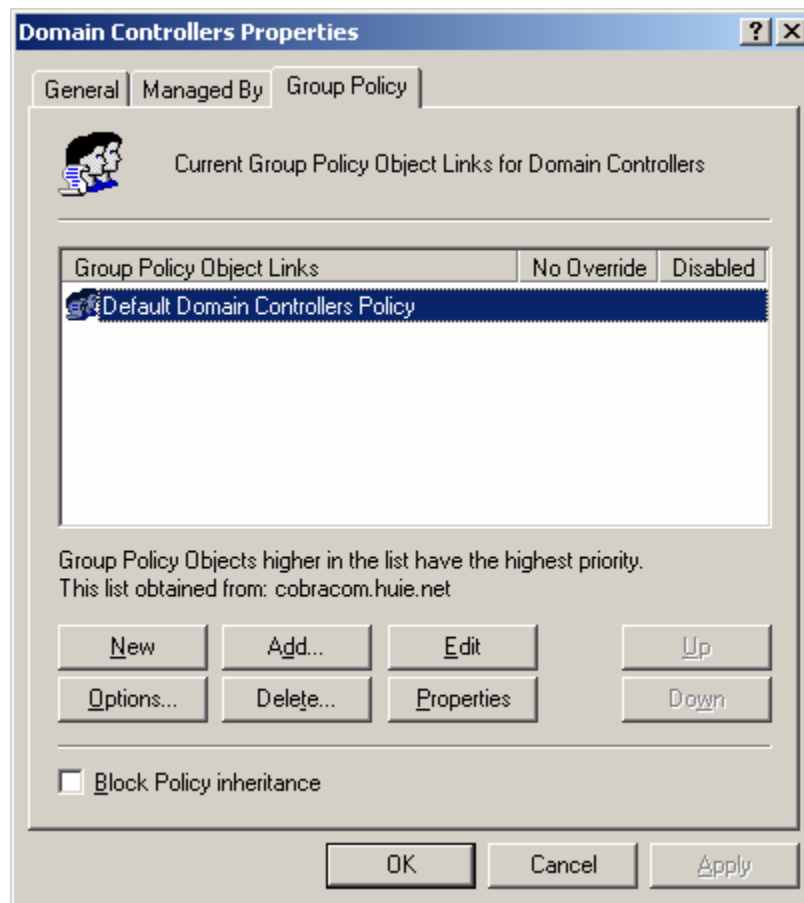 Domain Controllers Properties
General Managed By Group Policy
Current Group Policy Object Links for Domain Controllers
Group Policy Object Links No Override Disabled
Default Domain Controllers Policy
Group Policy Objects higher in the list have the highest priority.
This list obtained from: cobracom.huie.net
New Add... Edit Up
Options... Delete... Properties Down
Block Policy inheritance
OK Cancel Apply